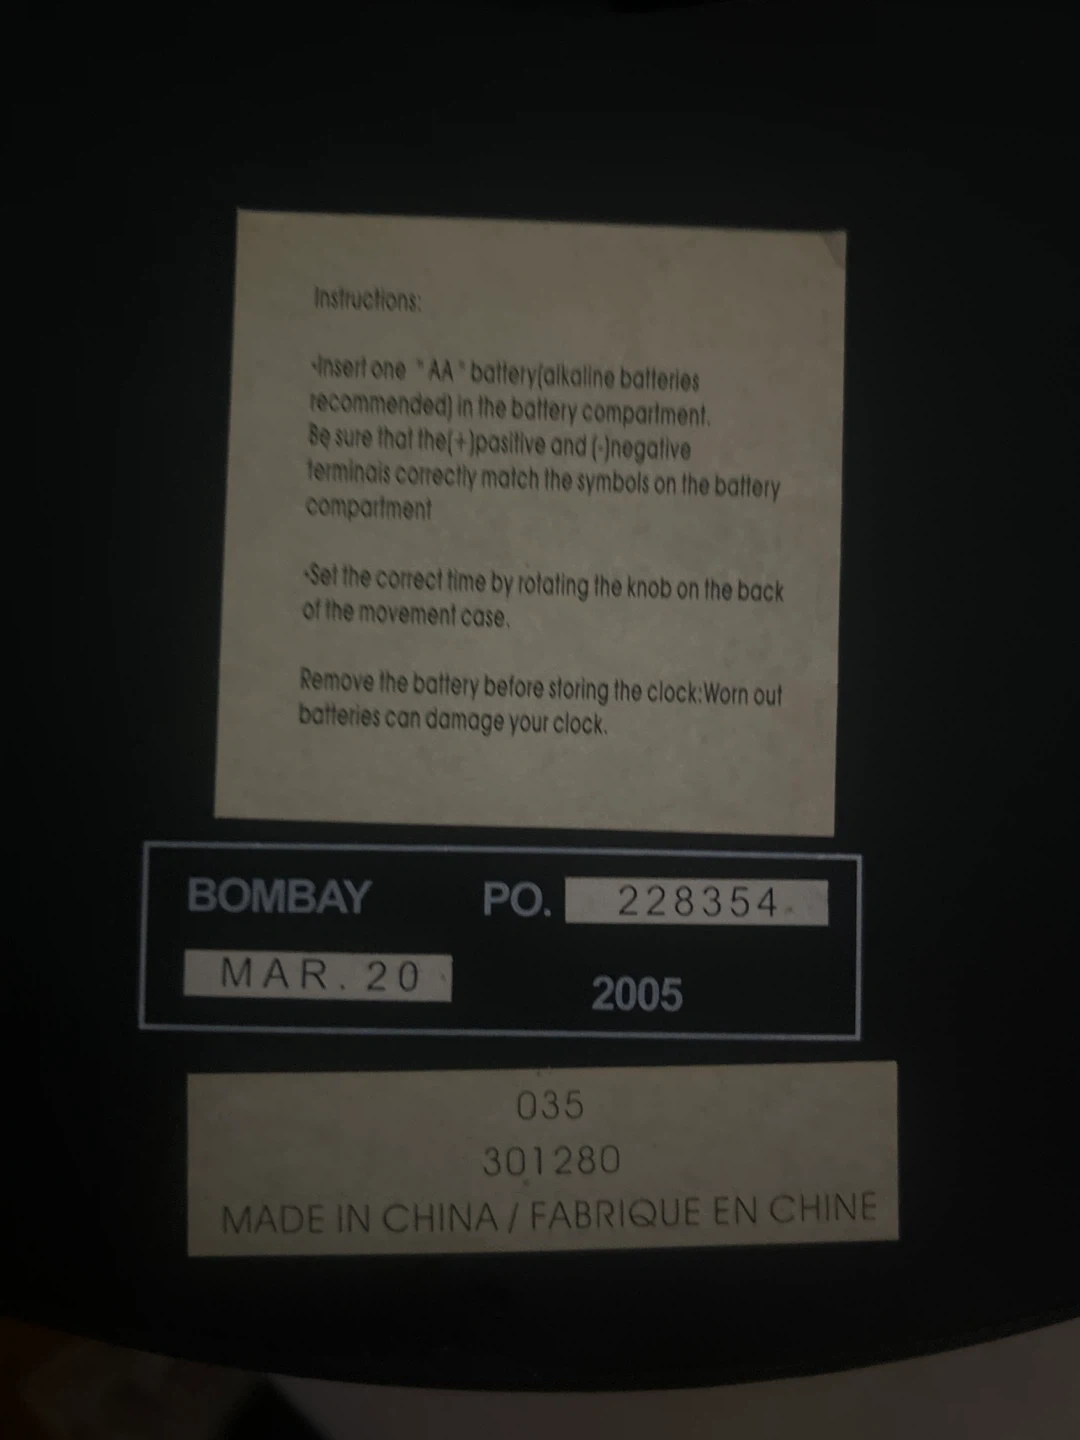 Instructions:
·Insert one "AA" battery(alkaline batteries
recommended) in the battery compartment.
Be sure that the(+)pasitive and (-)negative
terminals correctly match the symbols on the battery
compartment
·Set the correct time by rotating the knob on the back
of the movement case.
Remove the battery before storing the clock:Worn out
batteries can damage your clock.
BOMBAY PO. 228354
MAR. 20 2005
035
301280
MADE IN CHINA / FABRIQUE EN CHINE